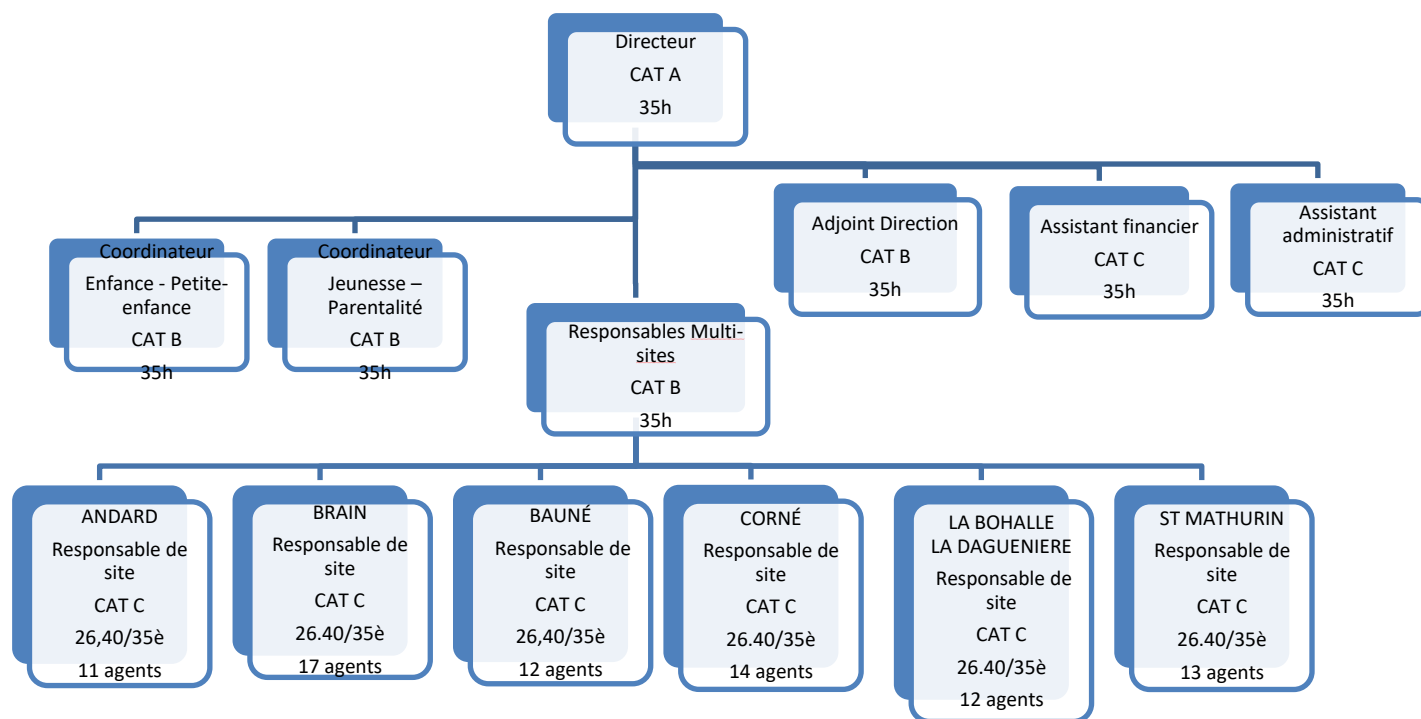 Directeur
CAT A
35h
Adjoint Direction
CAT B
35h
Assistant financier
CAT C
35h
Assistant
administratif
CAT C
35h
Coordinateur
Enfance - Petite-
enfance
CAT B
35h
Coordinateur
Jeunesse –
Parentalité
CAT B
35h
Responsables Multi-
sites
CAT B
35h
ANDARD
Responsable de
site
CAT C
26,40/35è
11 agents
BRAIN
Responsable de
site
CAT C
26.40/35è
17 agents
BAUNÉ
Responsable de
site
CAT C
26,40/35è
12 agents
CORNÉ
Responsable de
site
CAT C
26.40/35è
14 agents
LA BOHALLE
LA DAGUENIERE
Responsable de
site
CAT C
26.40/35è
12 agents
ST MATHURIN
Responsable de
site
CAT C
26.40/35è
13 agents